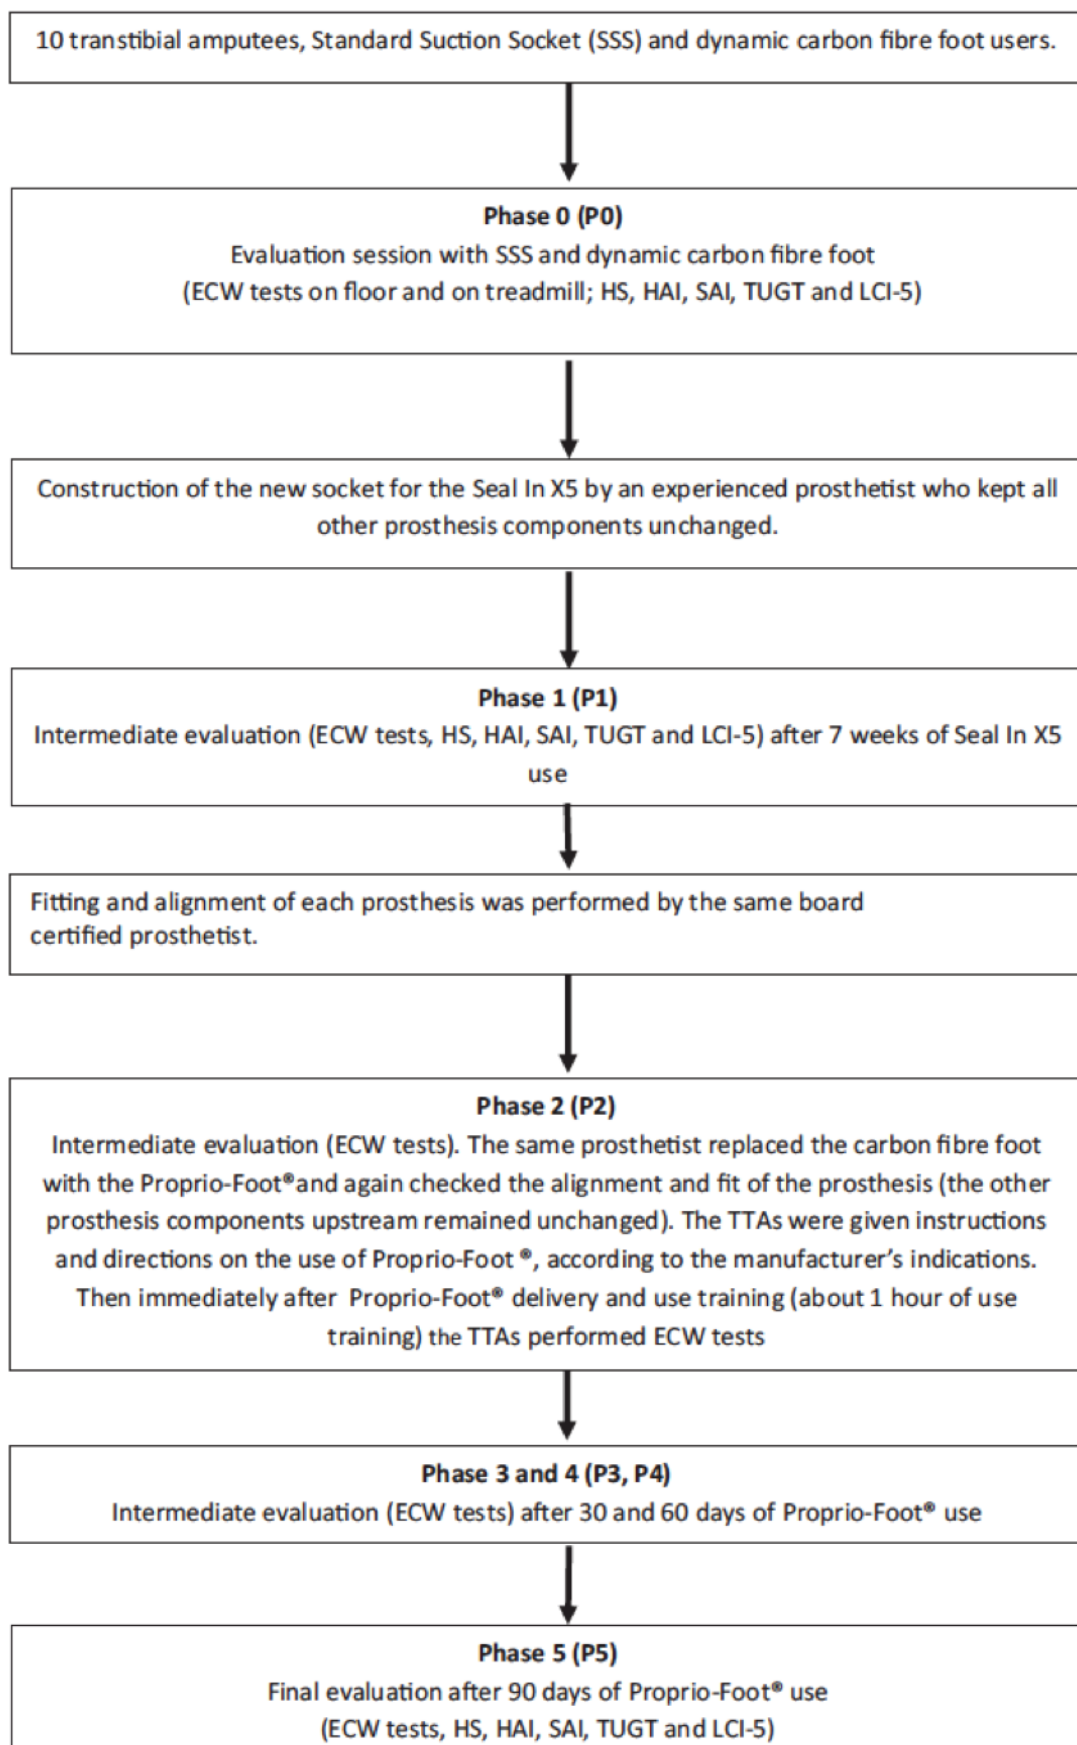 10 transtibial amputees, Standard Suction Socket (SSS) and dynamic carbon fibre foot users.
Phase 0 (P0)
Evaluation session with SSS and dynamic carbon fibre foot
(ECW tests on floor and on treadmill; HS, HAI, SAI, TUGT and LCI-5)
Construction of the new socket for the Seal In X5 by an experienced prosthetist who kept all
other prosthesis components unchanged.
Phase 1 (P1)
Intermediate evaluation (ECW tests, HS, HAI, SAI, TUGT and LCI-5) after 7 weeks of Seal In X5
use
Fitting and alignment of each prosthesis was performed by the same board
certified prosthetist.
Phase 2 (P2)
Intermediate evaluation (ECW tests). The same prosthetist replaced the carbon fibre foot
with the Proprio-Foot®and again checked the alignment and fit of the prosthesis (the other
prosthesis components upstream remained unchanged). The TTAs were given instructions
and directions on the use of Proprio-Foot ®, according to the manufacturer's indications.
Then immediately after Proprio-Foot® delivery and use training (about 1 hour of use
training) the TTAs performed ECW tests
Phase 3 and 4 (P3, P4)
Intermediate evaluation (ECW tests) after 30 and 60 days of Proprio-Foot® use
Phase 5 (P5)
Final evaluation after 90 days of Proprio-Foot® use
(ECW tests, HS, HAI, SAI, TUGT and LCI-5)